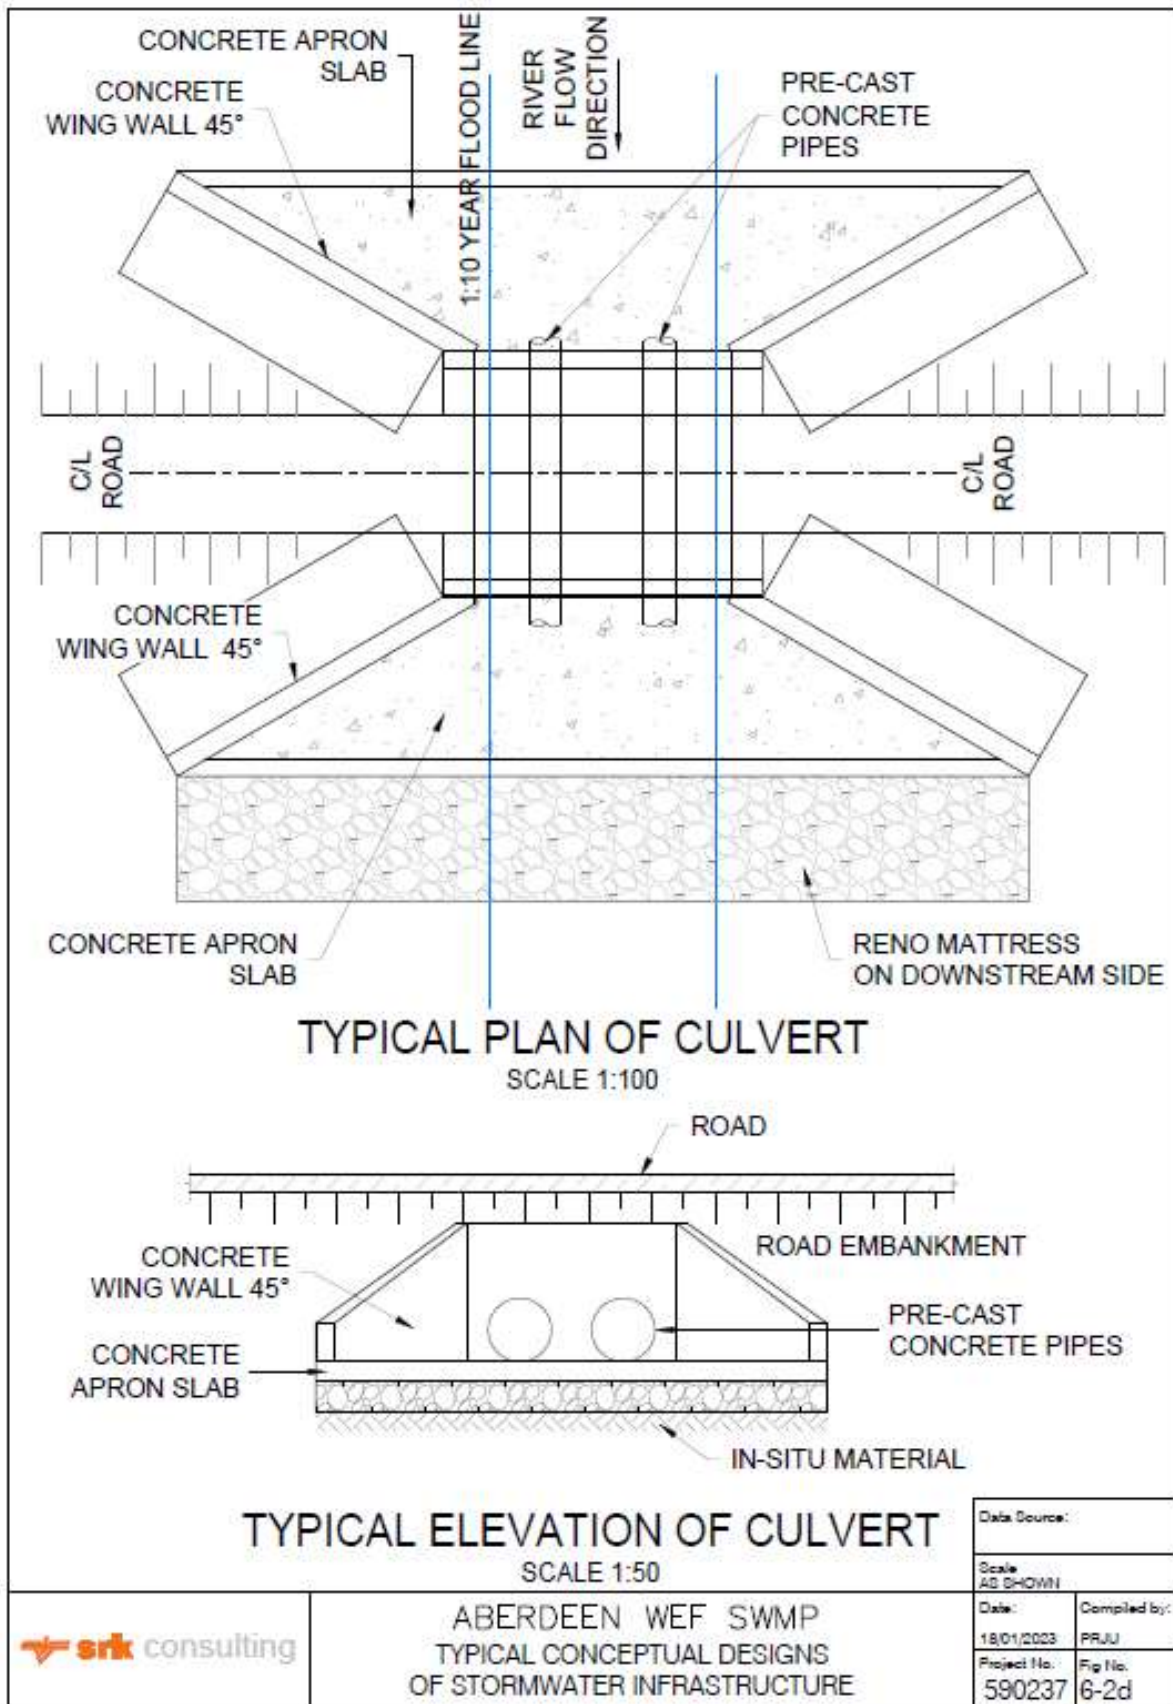 CONCRETE APRON
SLAB
CONCRETE
WING WALL 45°
1:10 YEAR FLOOD LINE
RIVER
FLOW
DIRECTION
PRE-CAST
CONCRETE
PIPES
C/L
ROAD
C/L
ROAD
CONCRETE
WING WALL 45°
CONCRETE APRON
SLAB
RENO MATTRESS
ON DOWNSTREAM SIDE
TYPICAL PLAN OF CULVERT
SCALE 1:100
ROAD
ROAD EMBANKMENT
CONCRETE
WING WALL 45°
PRE-CAST
CONCRETE PIPES
CONCRETE
APRON SLAB
IN-SITU MATERIAL
TYPICAL ELEVATION OF CULVERT
SCALE 1:50
Data Source:
Scale
AS SHOWN
srk consulting
ABERDEEN WEF SWMP
TYPICAL CONCEPTUAL DESIGNS
OF STORMWATER INFRASTRUCTURE
Date:
18/01/2023
Compiled by:
PRJU
Project No.
590237
Fig No.
6-2d